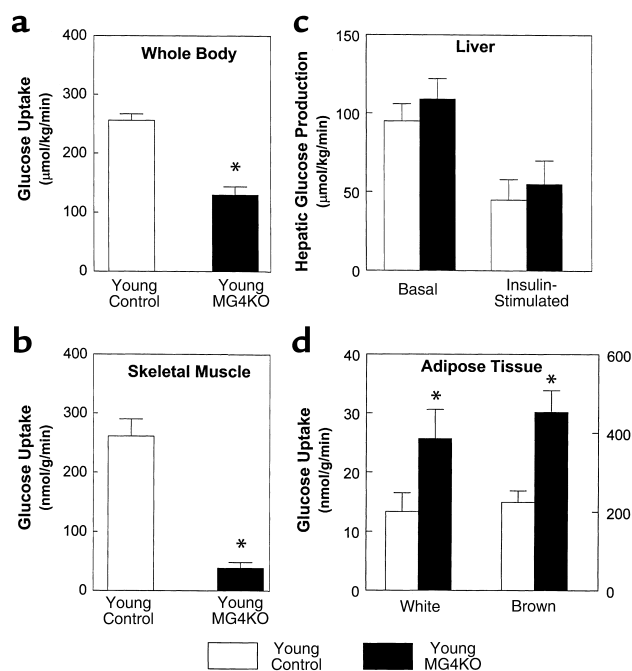 a
Whole Body
Glucose Uptake
(μmol/kg/min)
400
300
200
100
0
*
Young
Control
Young
MG4KO
c
Liver
Hepatic Glucose Production
(μmol/kg/min)
150
100
50
0
Basal
Insulin-
Stimulated
b
Skeletal Muscle
Glucose Uptake
(nmol/g/min)
400
300
200
100
0
*
Young
Control
Young
MG4KO
d
Adipose Tissue
Glucose Uptake
(nmol/g/min)
40
30
20
10
0
*
*
600
400
200
0
White
Brown
Young
Control
Young
MG4KO